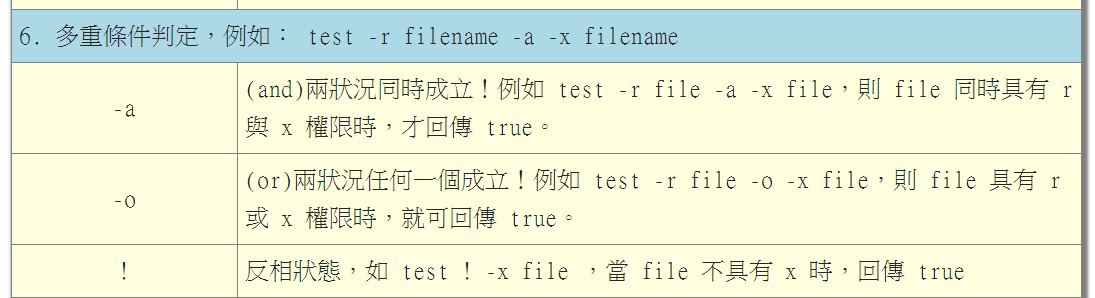 6. 多重條件判定，例如： test -r filename -a -x filename
-a
(and)兩狀況同時成立！例如 test -r file -a -x file，則 file 同時具有 r
與 x 權限時，才回傳 true。
-o
(or)兩狀況任何一個成立！例如 test -r file -o -x file，則 file 具有 r
或 x 權限時，就可回傳 true。
!
反相狀態，如 test ! -x file ，當 file 不具有 x 時，回傳 true